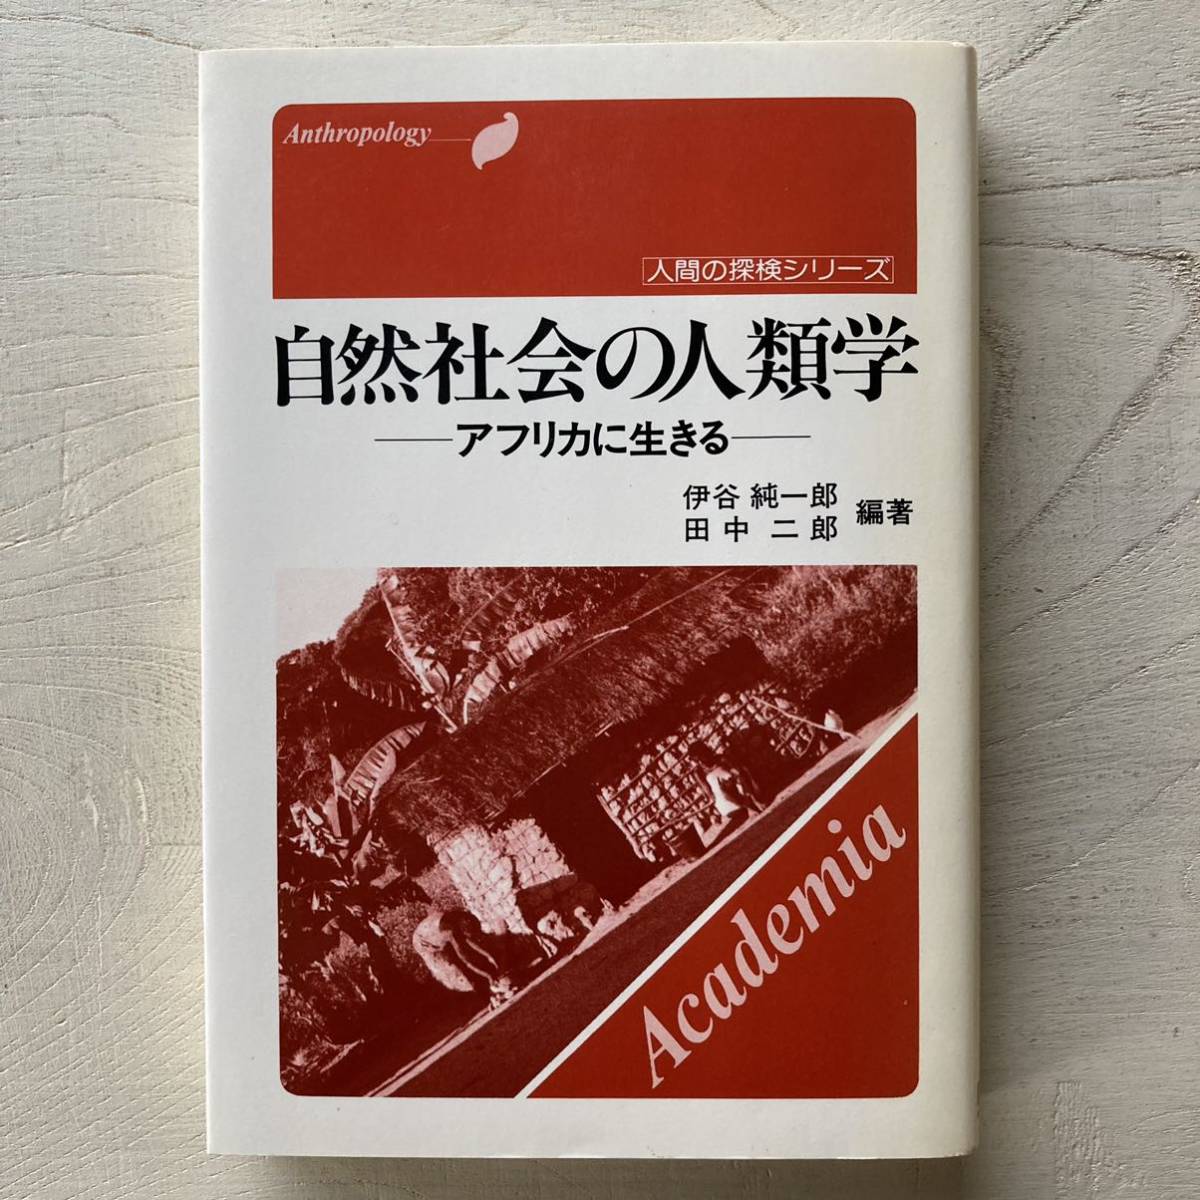 Anthropology
人間の探検シリーズ
自然社会の人類学
―アフリカに生きる―
伊谷 純一郎
田中 二郎
編著
Academia